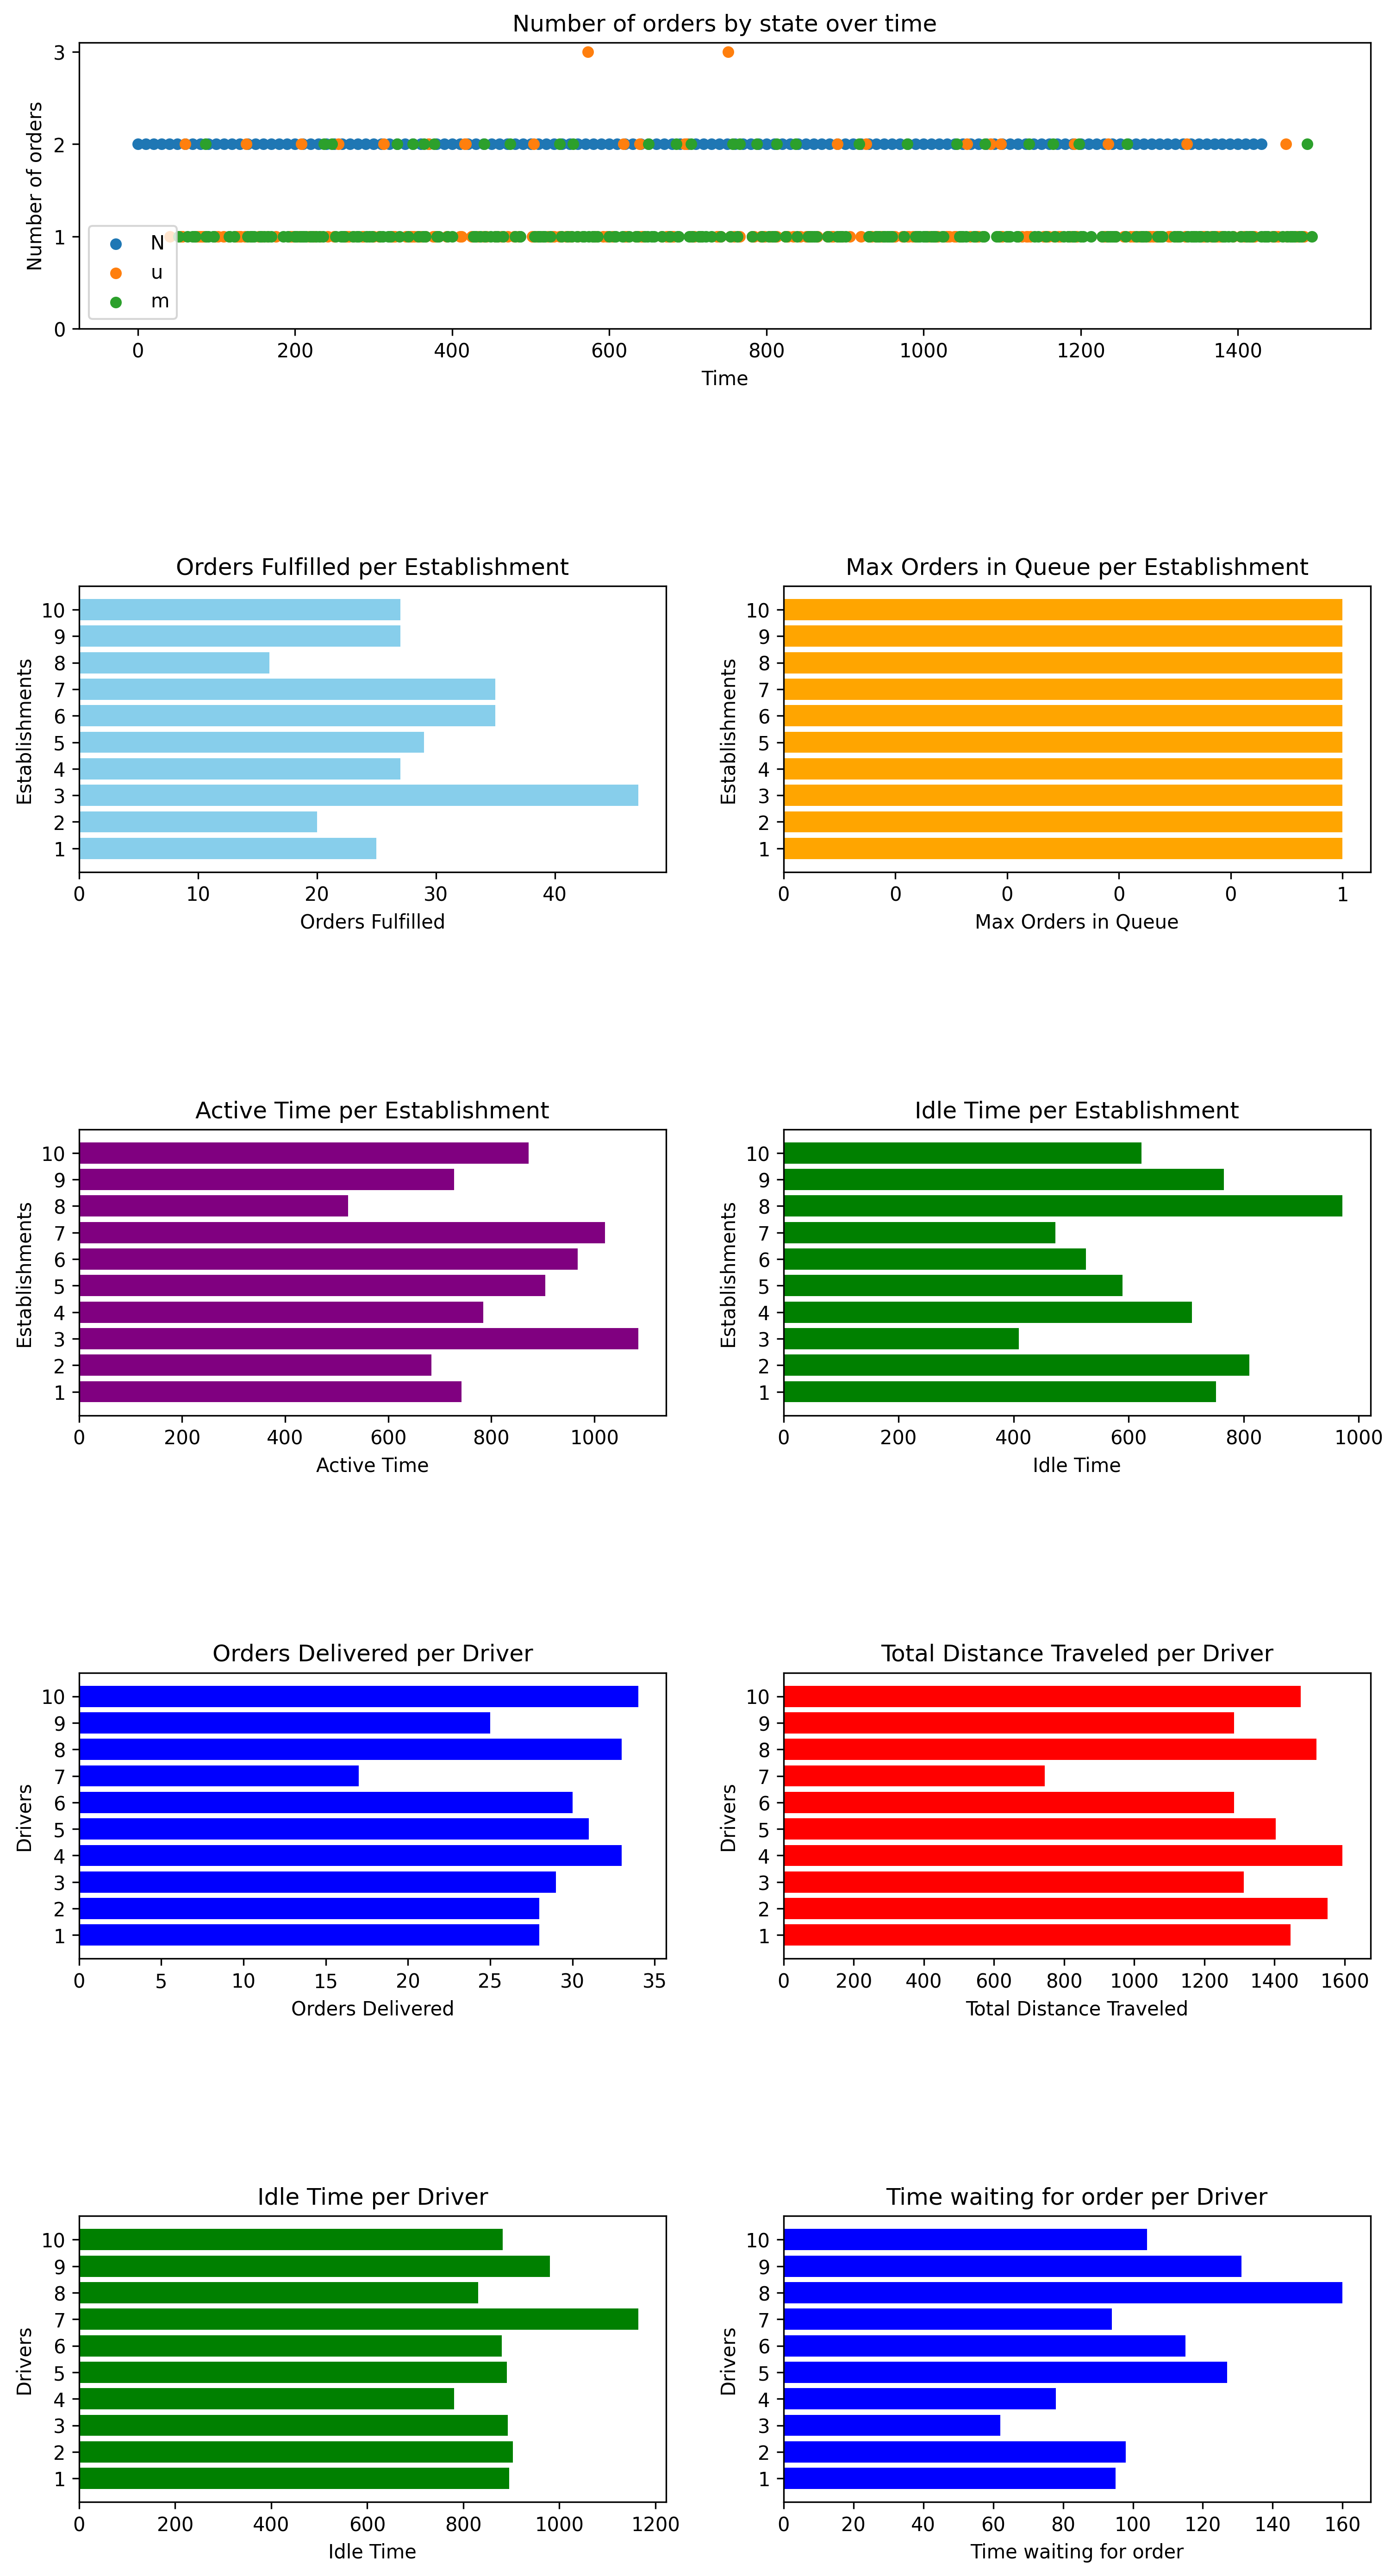 Number of orders by state over time
Number of orders
3
2
1
0
N
u
m
0 200 400 600 800 1000 1200 1400
Time
Orders Fulfilled per Establishment
Establishments
10
9
8
7
6
5
4
3
2
1
0 10 20 30 40
Orders Fulfilled
Max Orders in Queue per Establishment
Establishments
10
9
8
7
6
5
4
3
2
1
0 0 0 0 0 1
Max Orders in Queue
Active Time per Establishment
Establishments
10
9
8
7
6
5
4
3
2
1
0 200 400 600 800 1000
Active Time
Idle Time per Establishment
Establishments
10
9
8
7
6
5
4
3
2
1
0 200 400 600 800 1000
Idle Time
Orders Delivered per Driver
Drivers
10
9
8
7
6
5
4
3
2
1
0 5 10 15 20 25 30 35
Orders Delivered
Total Distance Traveled per Driver
Drivers
10
9
8
7
6
5
4
3
2
1
0 200 400 600 800 1000 1200 1400 1600
Total Distance Traveled
Idle Time per Driver
Drivers
10
9
8
7
6
5
4
3
2
1
0 200 400 600 800 1000 1200
Idle Time
Time waiting for order per Driver
Drivers
10
9
8
7
6
5
4
3
2
1
0 20 40 60 80 100 120 140 160
Time waiting for order